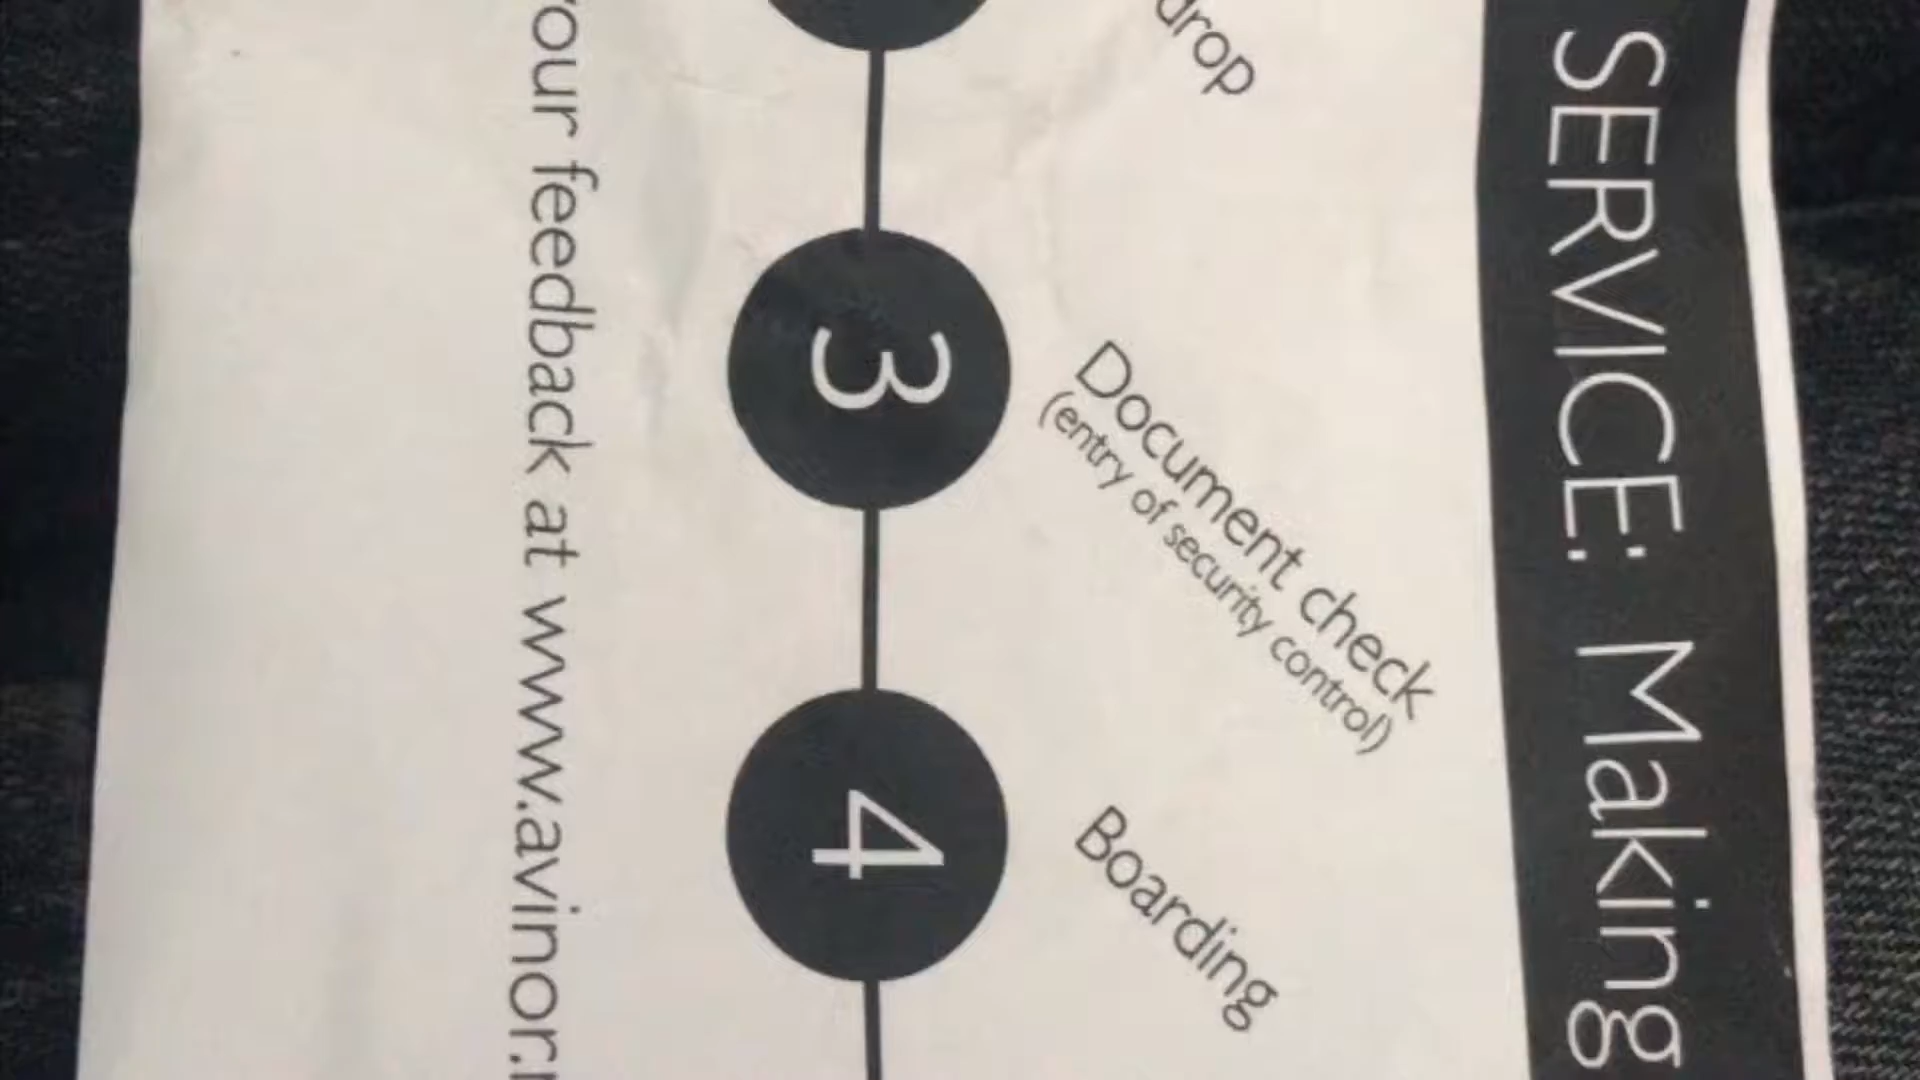 SERVICE: Making
drop
Document check
(entry of security control)
Boarding
3
4
our feedback at www.avinor.